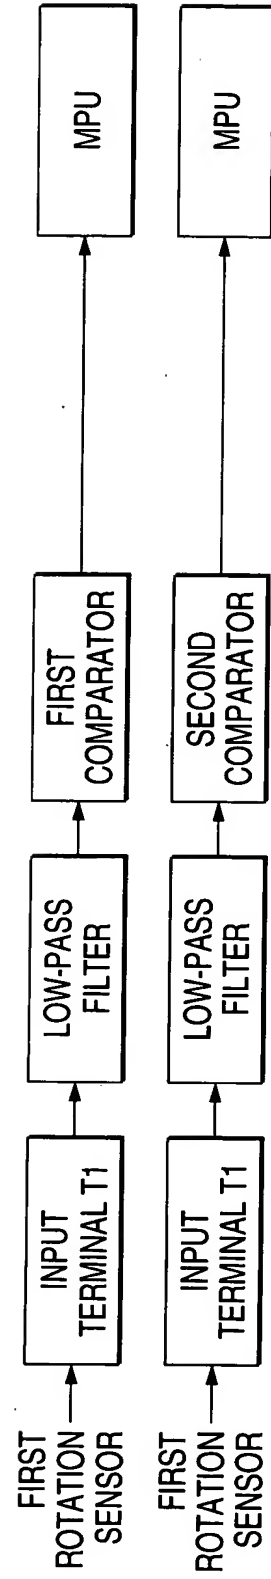 FIRST
ROTATION
SENSOR
INPUT
TERMINAL T1
LOW-PASS
FILTER
FIRST
COMPARATOR
MPU
FIRST
ROTATION
SENSOR
INPUT
TERMINAL T1
LOW-PASS
FILTER
SECOND
COMPARATOR
MPU